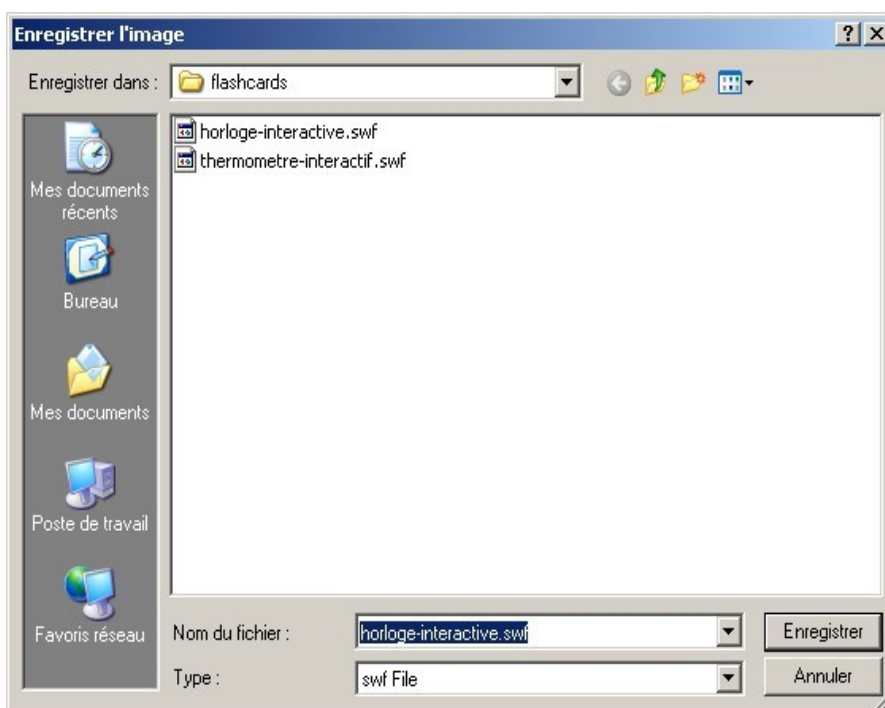 Enregistrer l'image
Enregistrer dans :
flashcards
horloge-interactive.swf
thermometre-interactif.swf
Mes documents
récents
Bureau
Mes documents
Poste de travail
Favoris réseau
Nom du fichier :
horloge-interactive.swf
Enregistrer
Type :
swf File
Annuler